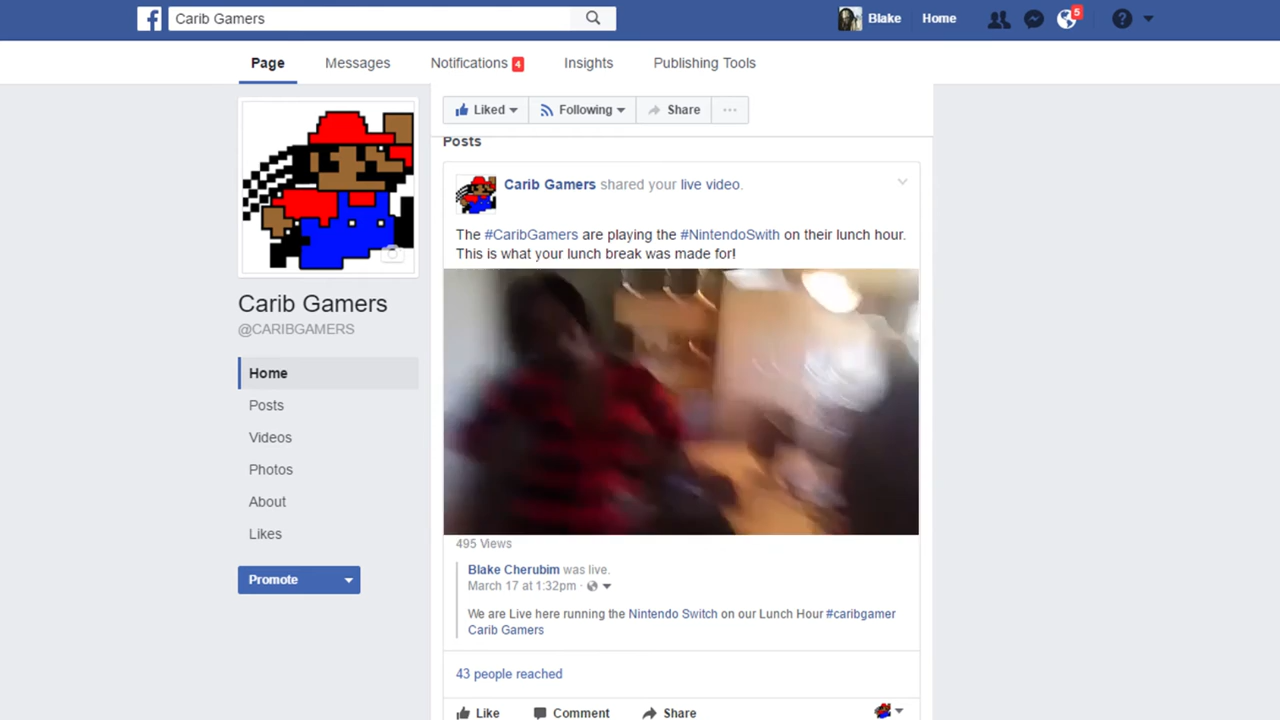 Carib Gamers
Blake Home 5
Page Messages Notifications 4 Insights Publishing Tools
Liked Following Share
Posts
Carib Gamers shared your live video.
The #CaribGamers are playing the #NintendoSwith on their lunch hour.
This is what your lunch break was made for!
Carib Gamers
@CARIBGAMERS
Home
Posts
Videos
Photos
About
Likes
Promote
495 Views
Blake Cherubim was live.
March 17 at 1:32pm ·
We are Live here running the Nintendo Switch on our Lunch Hour #caribgamer
Carib Gamers
43 people reached
Like Comment Share